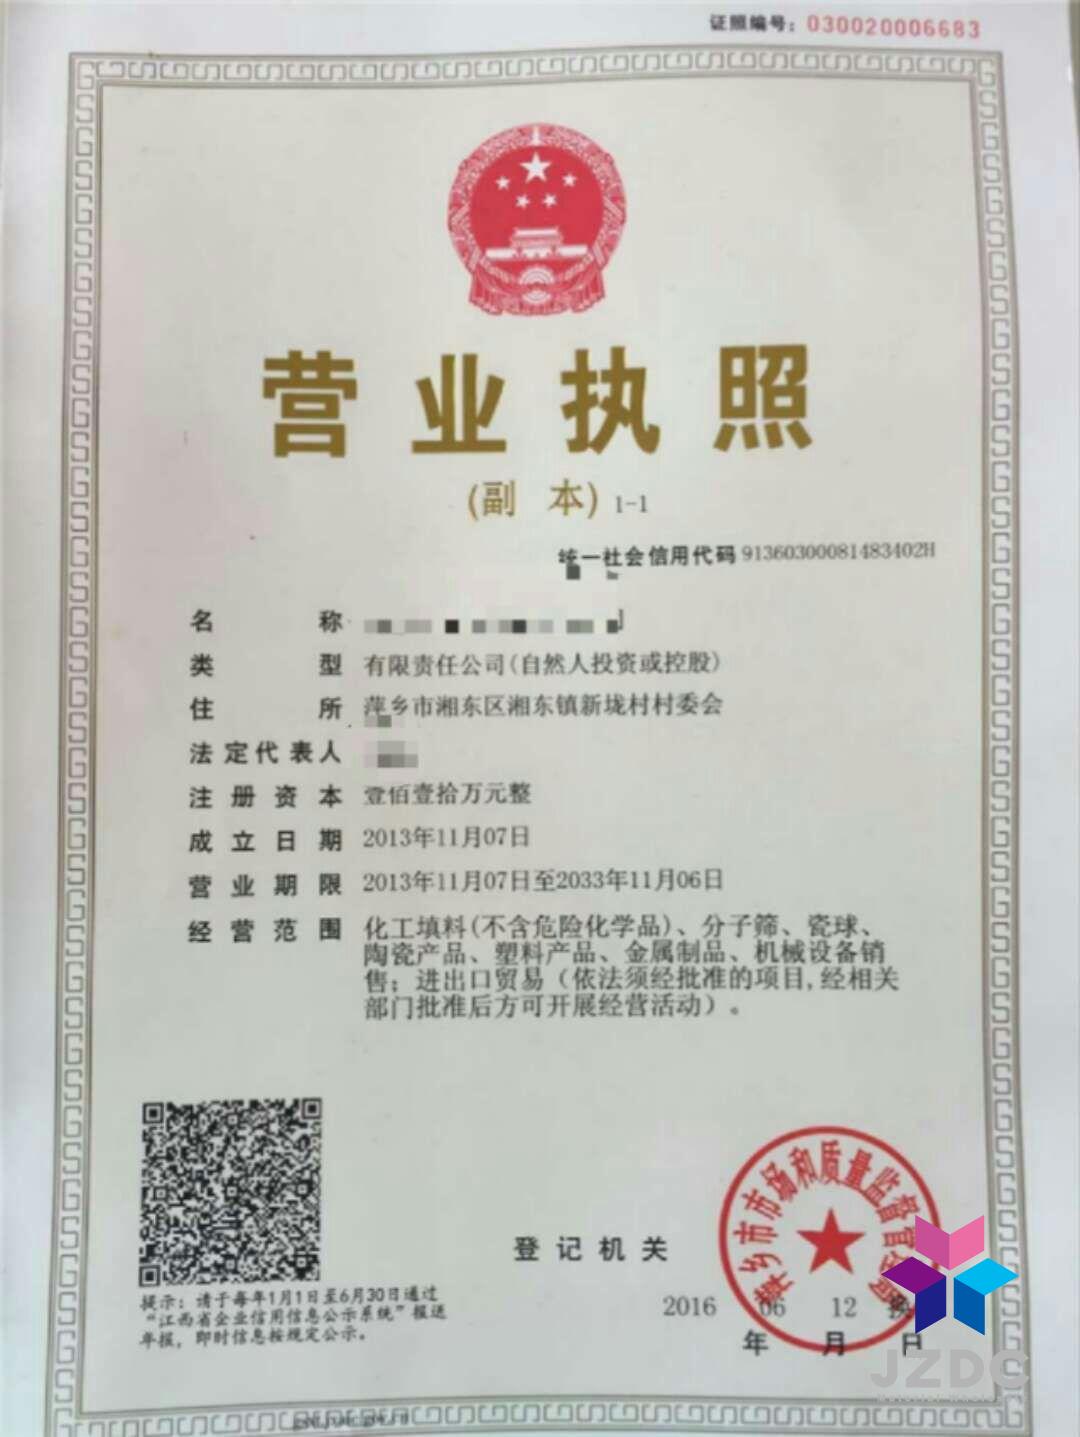 证照编号：030020006683
营业执照
(副 本) 1-1
统一社会信用代码 91360300081483402H
名 称
类 型 有限责任公司(自然人投资或控股)
住 所 萍乡市湘东区湘东镇新垅村村委会
法定代表人
注册资本 壹佰壹拾万元整
成立日期 2013年11月07日
营业期限 2013年11月07日至2033年11月06日
经营范围 化工填料(不含危险化学品)、分子筛、瓷球、
陶瓷产品、塑料产品、金属制品、机械设备销
售；进出口贸易（依法须经批准的项目,经相关
部门批准后方可开展经营活动）。
萍乡市市场和质量监督管理局
登记机关
提示：请于每年1月1日至6月30日通过
“江西省企业信用信息公示系统”报送
年报，即时信息按规定公示。
2016 06 12 换
年 月 日
JZDC